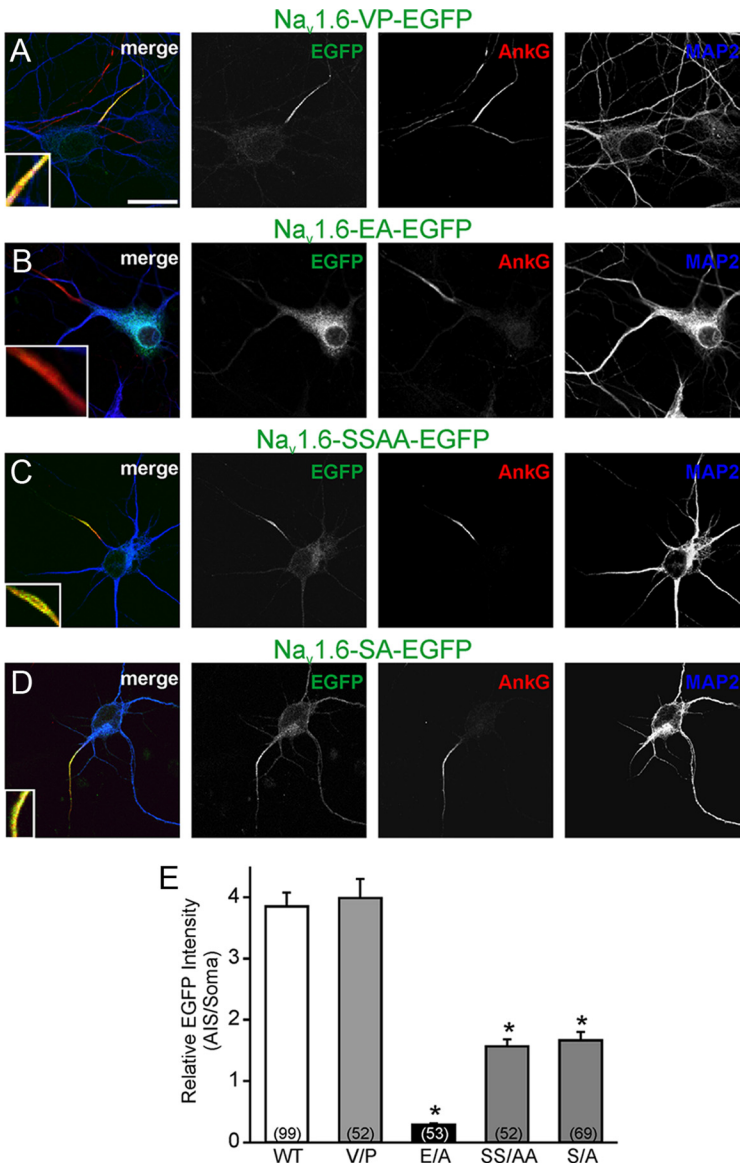 Nav1.6-VP-EGFP
A merge EGFP AnkG MAP2
Nav1.6-EA-EGFP
B merge EGFP AnkG MAP2
Nav1.6-SSAA-EGFP
C merge EGFP AnkG MAP2
Nav1.6-SA-EGFP
D merge EGFP AnkG MAP2
E
Relative EGFP Intensity
(AIS/Soma)
4
3
2
1
0
* * *
(99) (52) (53) (52) (69)
WT V/P E/A SS/AA S/A